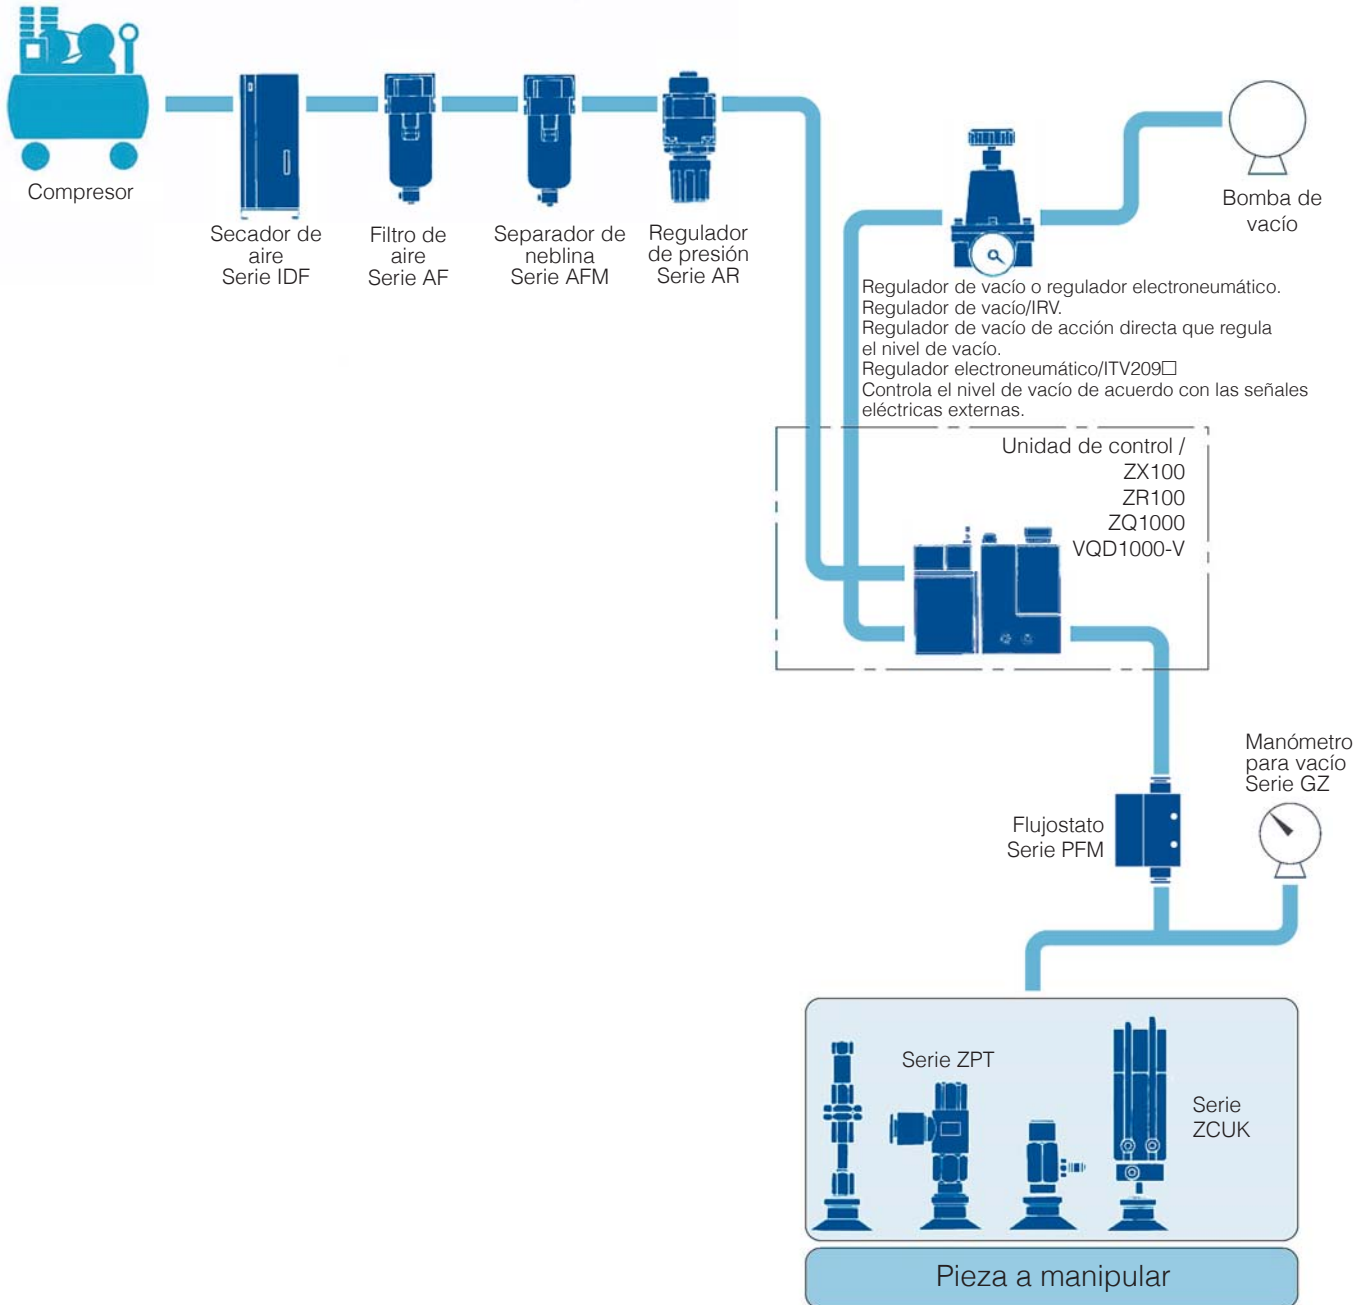 Compresor
Secador de
aire
Serie IDF
Filtro de
aire
Serie AF
Separador de
neblina
Serie AFM
Regulador
de presión
Serie AR
Bomba de
vacío
Regulador de vacío o regulador electroneumático.
Regulador de vacío/IRV.
Regulador de vacío de acción directa que regula
el nivel de vacío.
Regulador electroneumático/ITV209□
Controla el nivel de vacío de acuerdo con las señales
eléctricas externas.
Unidad de control /
ZX100
ZR100
ZQ1000
VQD1000-V
Manómetro
para vacío
Serie GZ
Flujostato
Serie PFM
Serie ZPT
Serie
ZCUK
Pieza a manipular